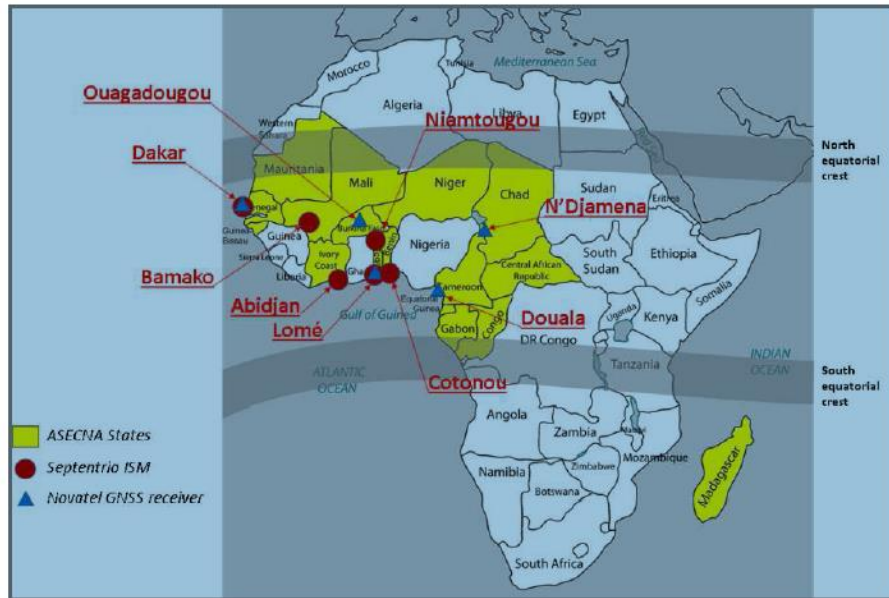 Mediterranean Sea
Tunisia
Morocco
Ouagadougou
Algeria
Libya
Egypt
Niamtougou
Western
Sahara
North
equatorial
crest
Dakar
Mauritania
Mali
Niger
Chad
Sudan
Eritrea
N'Djamena
Senegal
Burkina Faso
Guinea
Bissau
Guinea
Benin
Nigeria
Sierra Leone
Ivory
Coast
Ghana
South
Sudan
Ethiopia
Central African
Republic
Liberia
Somalia
Bamako
Cameroon
Abidjan
Equatorial
Guinea
Gulf of Guinea
Uganda
Lomé
Douala
Kenya
Gabon
Congo
DR Congo
INDIAN
OCEAN
Tanzania
South
equatorial
crest
ATLANTIC
OCEAN
Cotonou
Angola
ASECNA States
Zambia
Septentrio ISM
Mozambique
Madagascar
Zimbabwe
Namibia
Novatel GNSS receiver
Botswana
South Africa